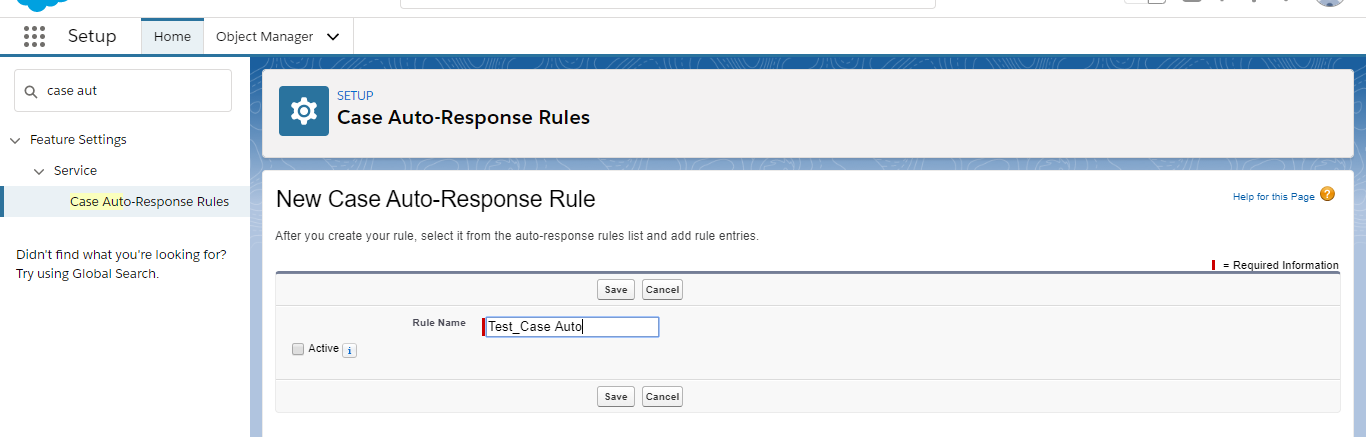 Setup
Home
Object Manager
case aut
Feature Settings
Service
Case Auto-Response Rules
Didn't find what you're looking for?
Try using Global Search.
SETUP
Case Auto-Response Rules
New Case Auto-Response Rule
Help for this Page ?
After you create your rule, select it from the auto-response rules list and add rule entries.
= Required Information
Save Cancel
Rule Name Test_Case Auto
Active i
Save Cancel